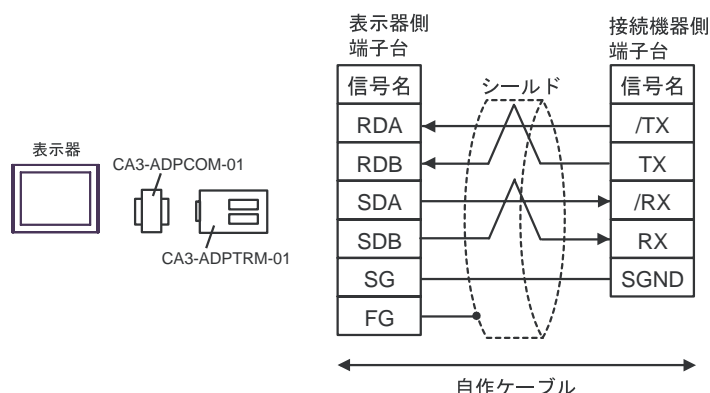 表示器
CA3-ADPCOM-01
CA3-ADPTRM-01
表示器側
端子台
接続機器側
端子台
信号名
シールド
信号名
RDA
/TX
RDB
TX
SDA
/RX
SDB
RX
SG
SGND
FG
自作ケーブル